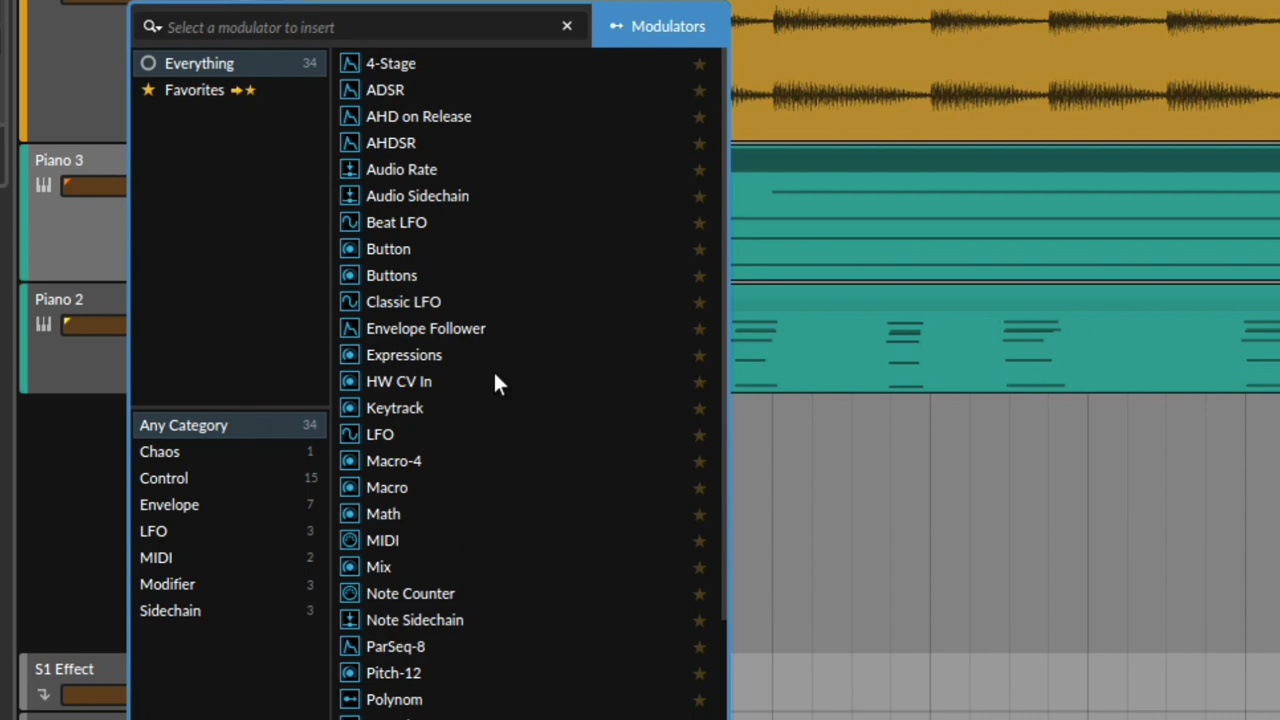 Select a modulator to insert
Modulators
Everything 34
Favorites
Any Category 34
Chaos 1
Control 15
Envelope 7
LFO 3
MIDI 2
Modifier 3
Sidechain 3
4-Stage
ADSR
AHD on Release
AHDSR
Audio Rate
Audio Sidechain
Beat LFO
Button
Buttons
Classic LFO
Envelope Follower
Expressions
HW CV In
Keytrack
LFO
Macro-4
Macro
Math
MIDI
Mix
Note Counter
Note Sidechain
ParSeq-8
Pitch-12
Polynom
Piano 3
Piano 2
S1 Effect